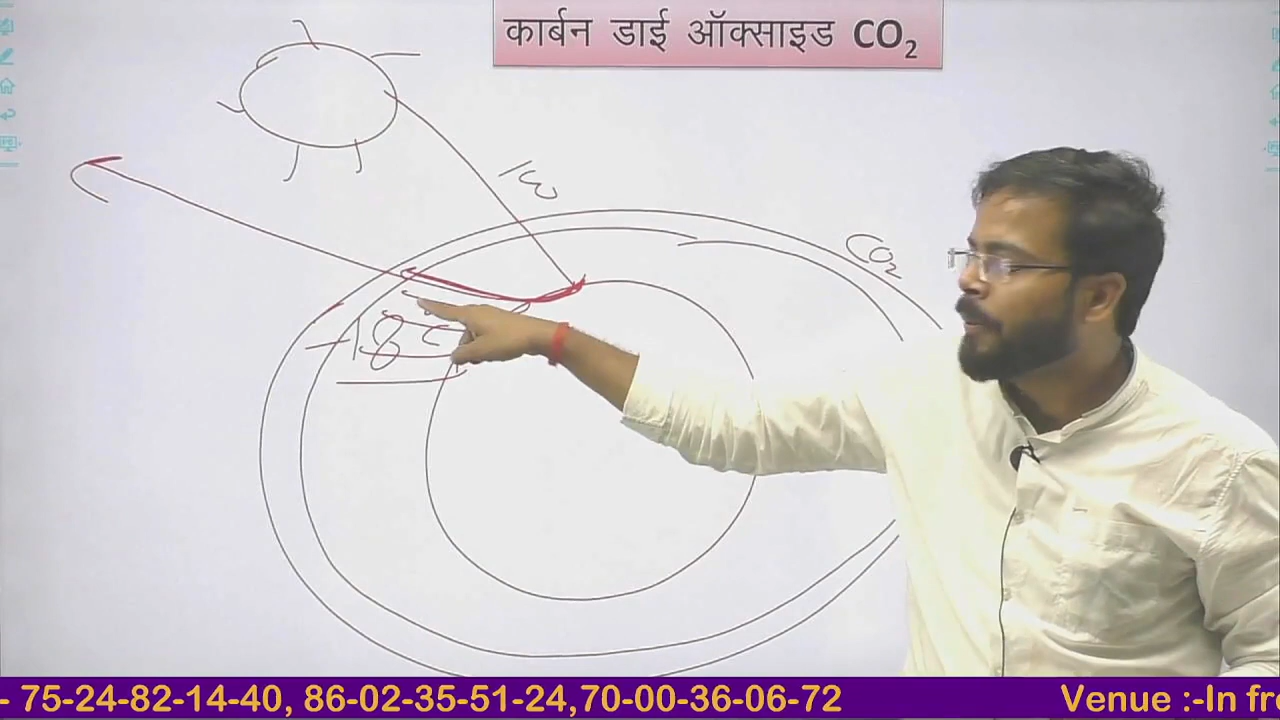 कार्बन डाई ऑक्साइड CO₂
CO₂
- 75-24-82-14-40, 86-02-35-51-24,70-00-36-06-72
Venue :-In fr